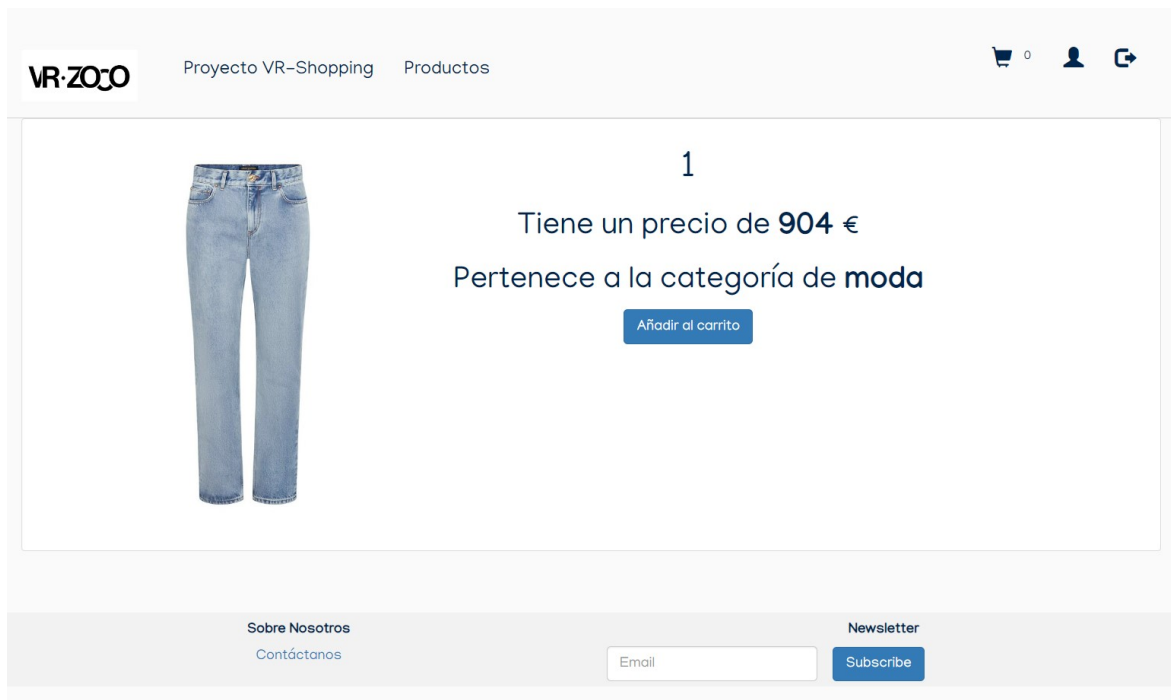 VR·ZOCO
Proyecto VR-Shopping
Productos
0
1
Tiene un precio de 904 €
Pertenece a la categoría de moda
Añadir al carrito
Sobre Nosotros
Contáctanos
Newsletter
Email
Subscribe